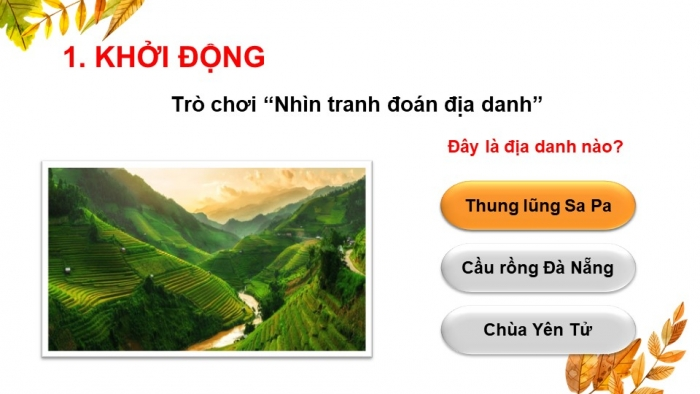 1. KHỞI ĐỘNG
Trò chơi “Nhìn tranh đoán địa danh”
Đây là địa danh nào?
Thung lũng Sa Pa
Cầu rồng Đà Nẵng
Chùa Yên Tử